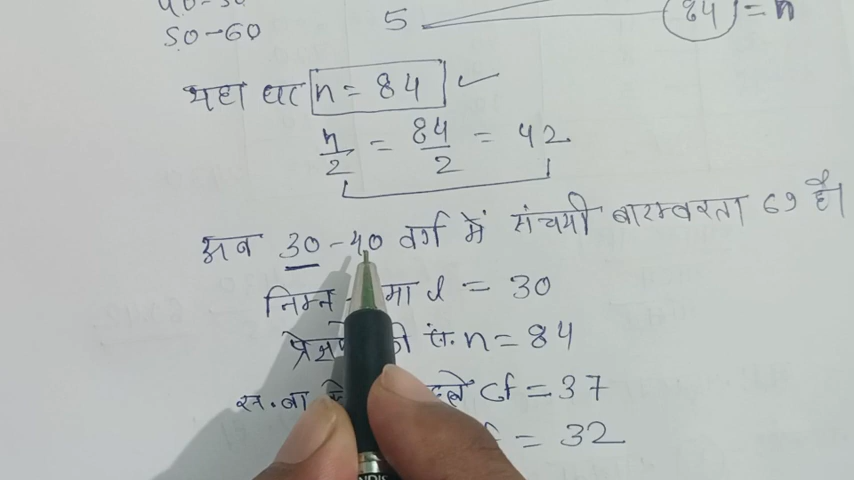 50-60 5 84 = n
यहा पर n = 84
n/2 = 84/2 = 42
अब 30-40 वर्ग में संचयी बारम्बरता 69 है।
निम्न मा l = 30
की सं. n = 84
स.बा cf = 37
= 32